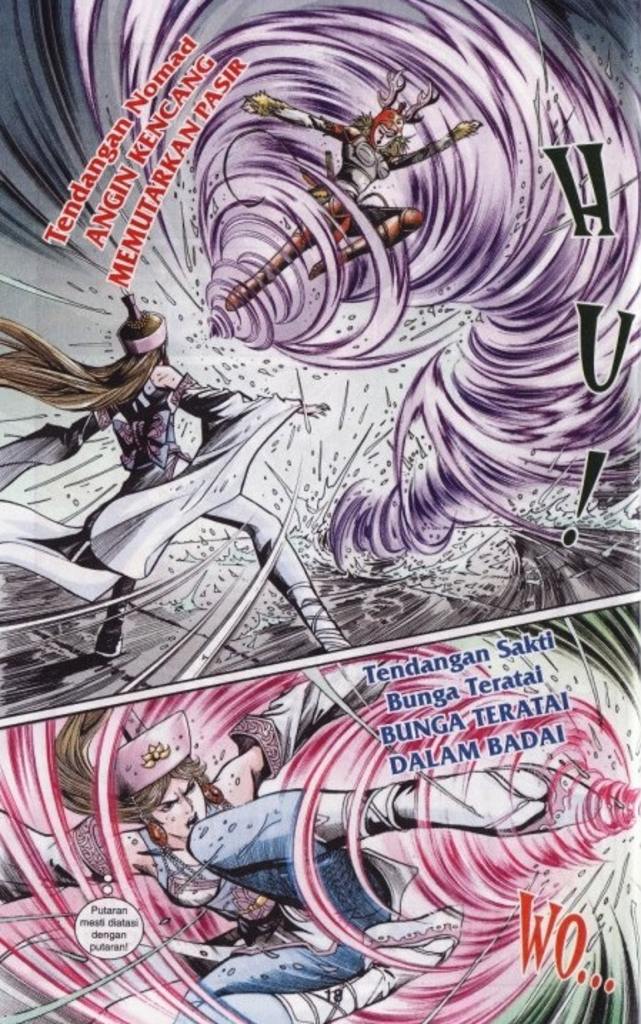 Tendangan Nomad
ANGIN KENCANG
MEMUTARKAN PASIR
HU!
Tendangan Sakti
Bunga Teratai
BUNGA TERATAI
DALAM BADAI
Putaran
mesti diatasi
dengan
putaran!
WO...
18